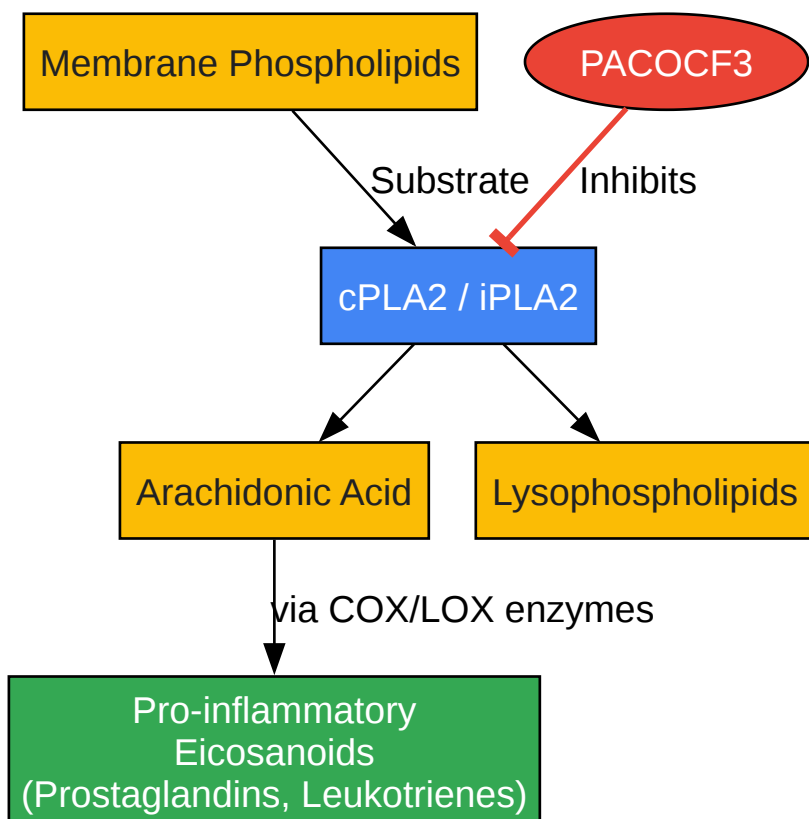 Membrane Phospholipids
PACOCF3
Substrate
Inhibits
cPLA2 / iPLA2
Arachidonic Acid
Lysophospholipids
via COX/LOX enzymes
Pro-inflammatory
Eicosanoids
(Prostaglandins, Leukotrienes)